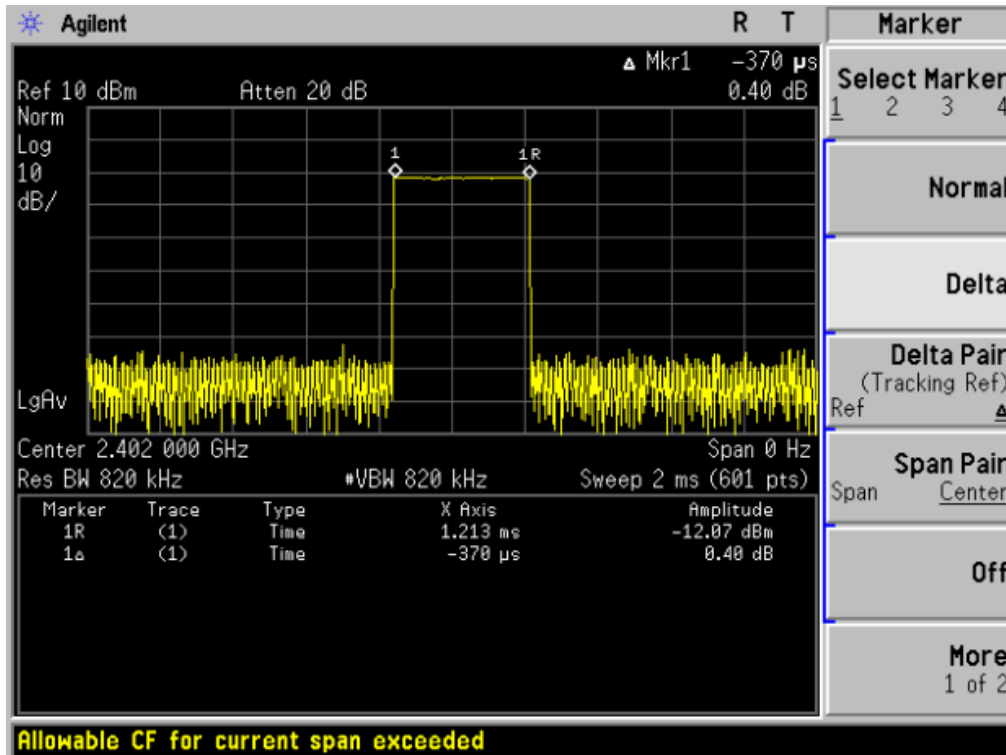 Agilent R T Marker
Δ Mkr1 -370 µs
Ref 10 dBm Atten 20 dB 0.40 dB
Norm
Log
10
dB/
1 1R
LgAv
Center 2.402 000 GHz Span 0 Hz
Res BW 820 kHz #VBW 820 kHz Sweep 2 ms (601 pts)
Marker Trace Type X Axis Amplitude
1R (1) Time 1.213 ms -12.07 dBm
1Δ (1) Time -370 µs 0.40 dB
Select Marker
1 2 3 4
Normal
Delta
Delta Pair
(Tracking Ref)
Ref Δ
Span Pair
Span Center
Off
More
1 of 2
Allowable CF for current span exceeded